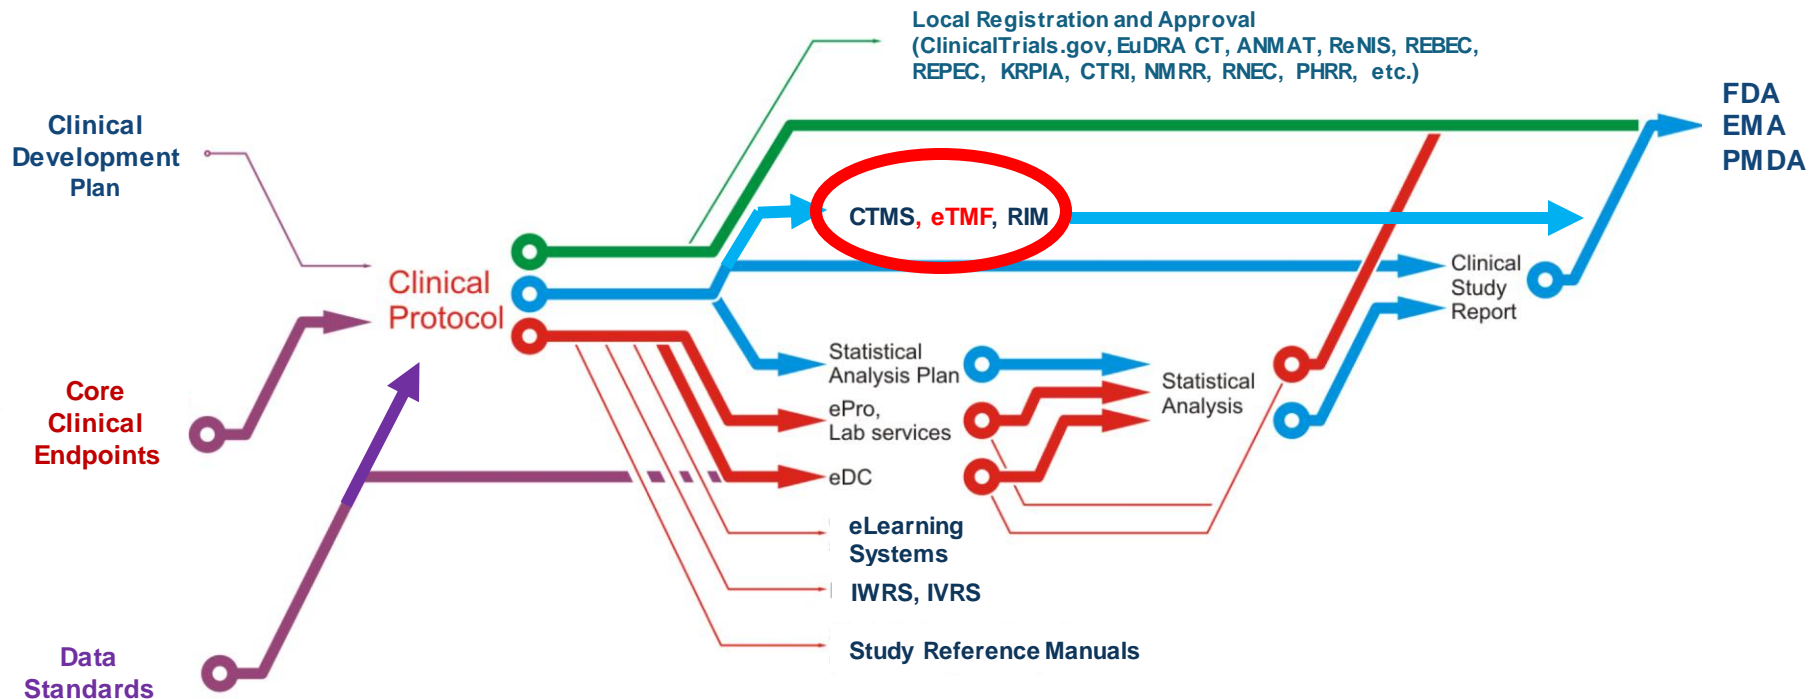 Local Registration and Approval
(ClinicalTrials.gov, EuDRA CT, ANMAT, ReNIS, REBEC,
REPEC, KRPIA, CTRI, NMRR, RNEC, PHRR, etc.)
FDA
EMA
PMDA
Clinical
Development
Plan
CTMS, eTMF, RIM
Clinical
Protocol
Clinical
Study
Report
Core
Clinical
Endpoints
Statistical
Analysis Plan
Statistical
Analysis
ePro,
Lab services
eDC
eLearning
Systems
IWRS, IVRS
Study Reference Manuals
Data
Standards